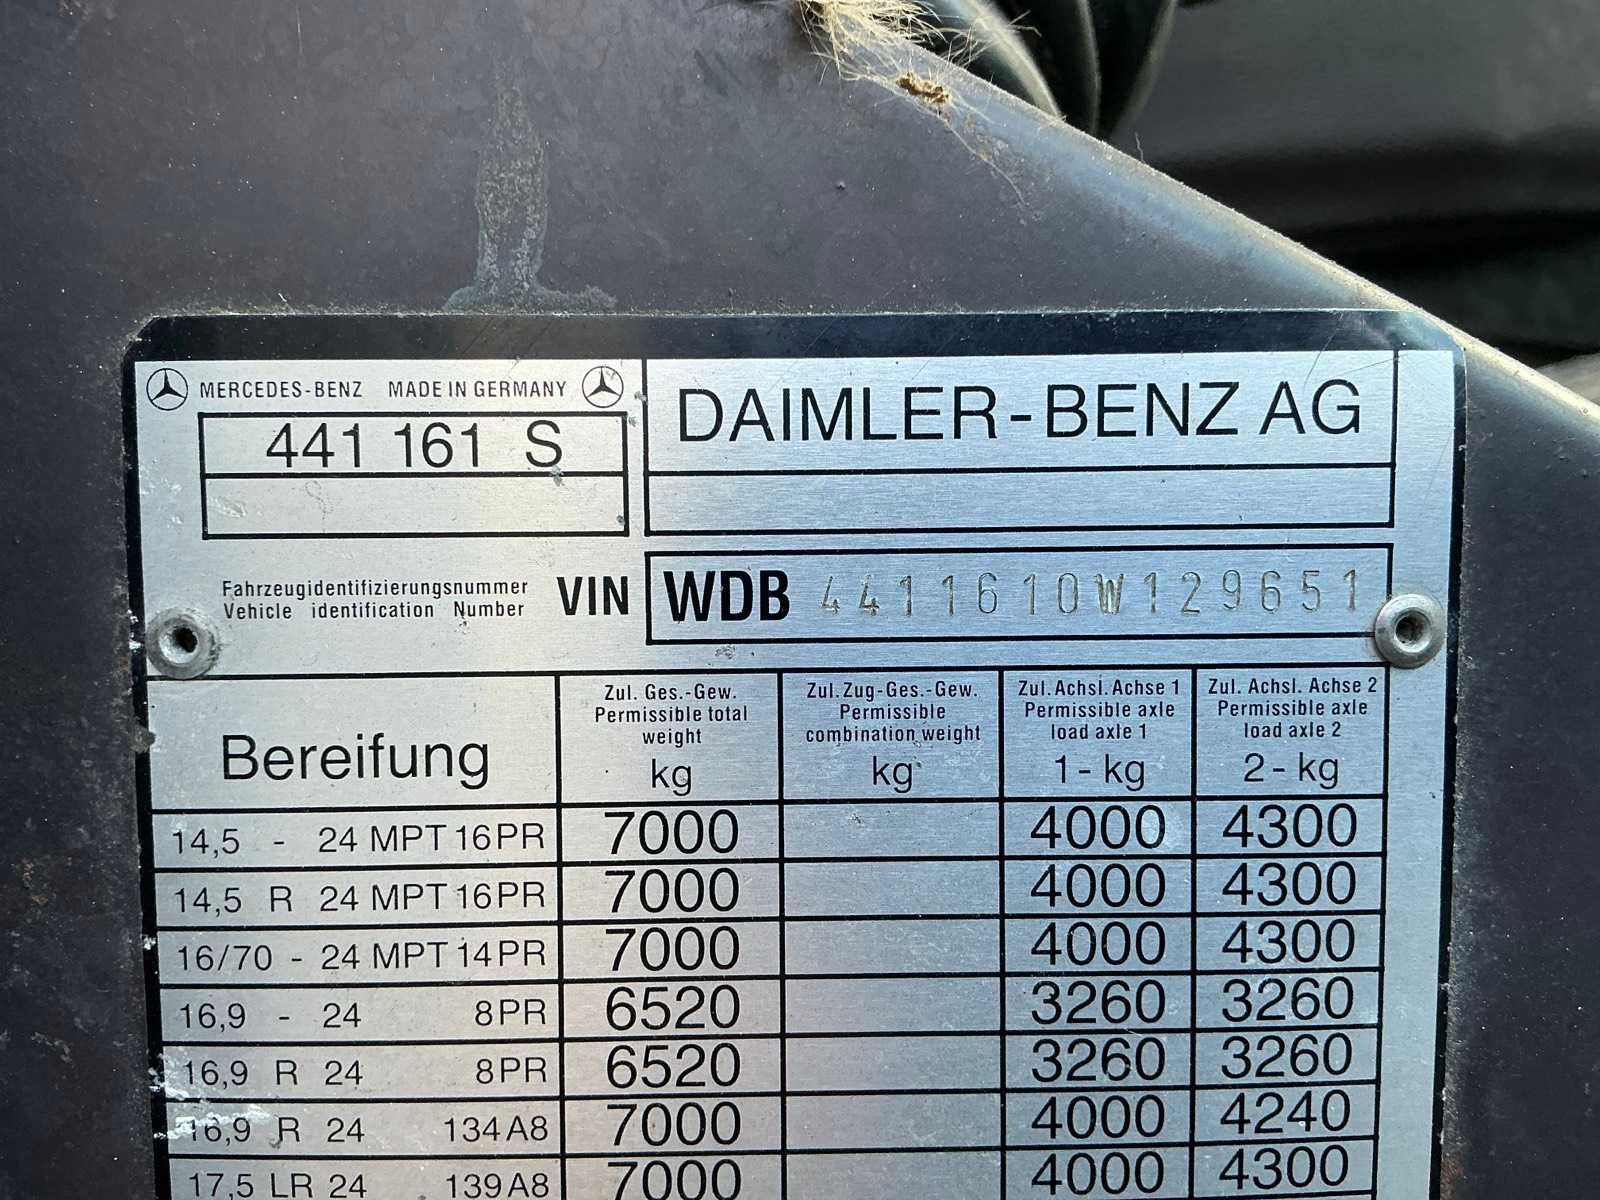 MERCEDES-BENZ MADE IN GERMANY
441 161 S
DAIMLER-BENZ AG
Fahrzeugidentifizierungsnummer
Vehicle identification Number
VIN WDB 4411610W129651
Bereifung
Zul. Ges.-Gew.
Permissible total
weight
kg
Zul. Zug-Ges.-Gew.
Permissible
combination weight
kg
Zul. Achsl. Achse 1
Permissible axle
load axle 1
1 - kg
Zul. Achsl. Achse 2
Permissible axle
load axle 2
2 - kg
14,5 - 24 MPT 16PR 7000 4000 4300
14,5 R 24 MPT 16PR 7000 4000 4300
16/70 - 24 MPT 14PR 7000 4000 4300
16,9 - 24 8PR 6520 3260 3260
16,9 R 24 8PR 6520 3260 3260
16,9 R 24 134A8 7000 4000 4240
17,5 LR 24 139A8 7000 4000 4300